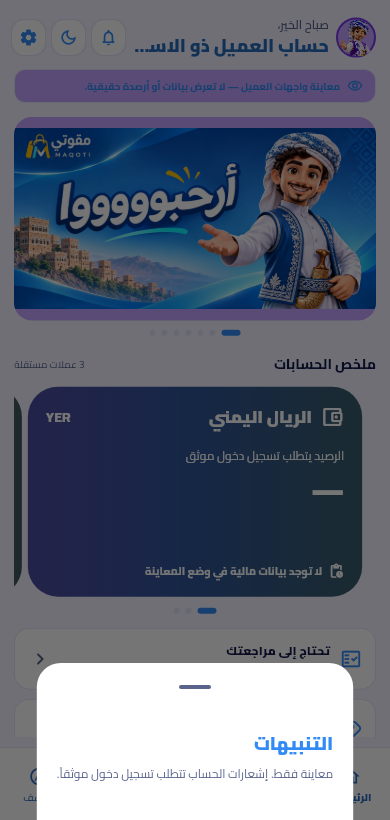 صباح الخير،
حساب العميل ذو الاسـ...
معاينة واجهات العميل — لا تعرض بيانات أو أرصدة حقيقية.
مقوتي
MAQOTI
أرحبوووووا
ملخص الحسابات
3 عملات مستقلة
الريال اليمني
YER
الرصيد يتطلب تسجيل دخول موثق
—
لا توجد بيانات مالية في وضع المعاينة
تحتاج إلى مراجعتك
التنبيهات
معاينة فقط. إشعارات الحساب تتطلب تسجيل دخول موثقاً.